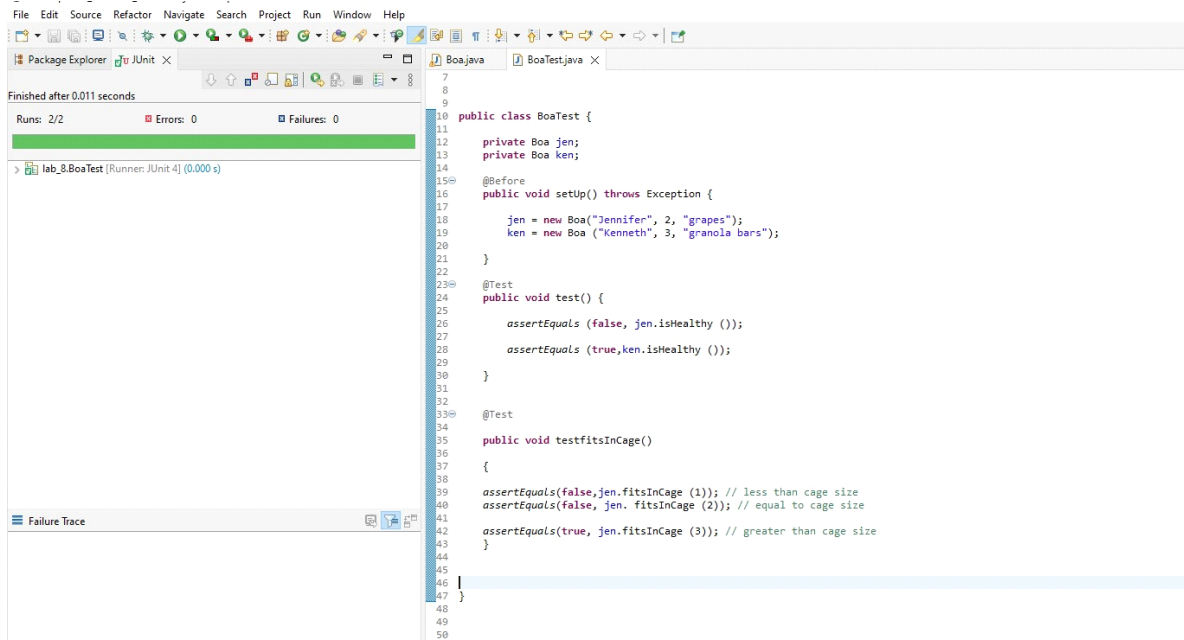 File Edit Source Refactor Navigate Search Project Run Window Help
Package Explorer JUnit
Finished after 0.011 seconds
Runs: 2/2 Errors: 0 Failures: 0
lab_8.BoaTest [Runner: JUnit 4] (0.000 s)
Failure Trace
Boa.java BoaTest.java
7
8
9
10 public class BoaTest {
11
12 private Boa jen;
13 private Boa ken;
14
15 @Before
16 public void setUp() throws Exception {
17
18 jen = new Boa("Jennifer", 2, "grapes");
19 ken = new Boa ("Kenneth", 3, "granola bars");
20
21 }
22
23 @Test
24 public void test() {
25
26 assertEquals (false, jen.isHealthy ());
27
28 assertEquals (true,ken.isHealthy ());
29
30 }
31
32
33 @Test
34
35 public void testfitsInCage()
36
37 {
38
39 assertEquals(false,jen.fitsInCage (1)); // less than cage size
40 assertEquals(false, jen. fitsInCage (2)); // equal to cage size
41
42 assertEquals(true, jen.fitsInCage (3)); // greater than cage size
43 }
44
45
46
47 }
48
49
50